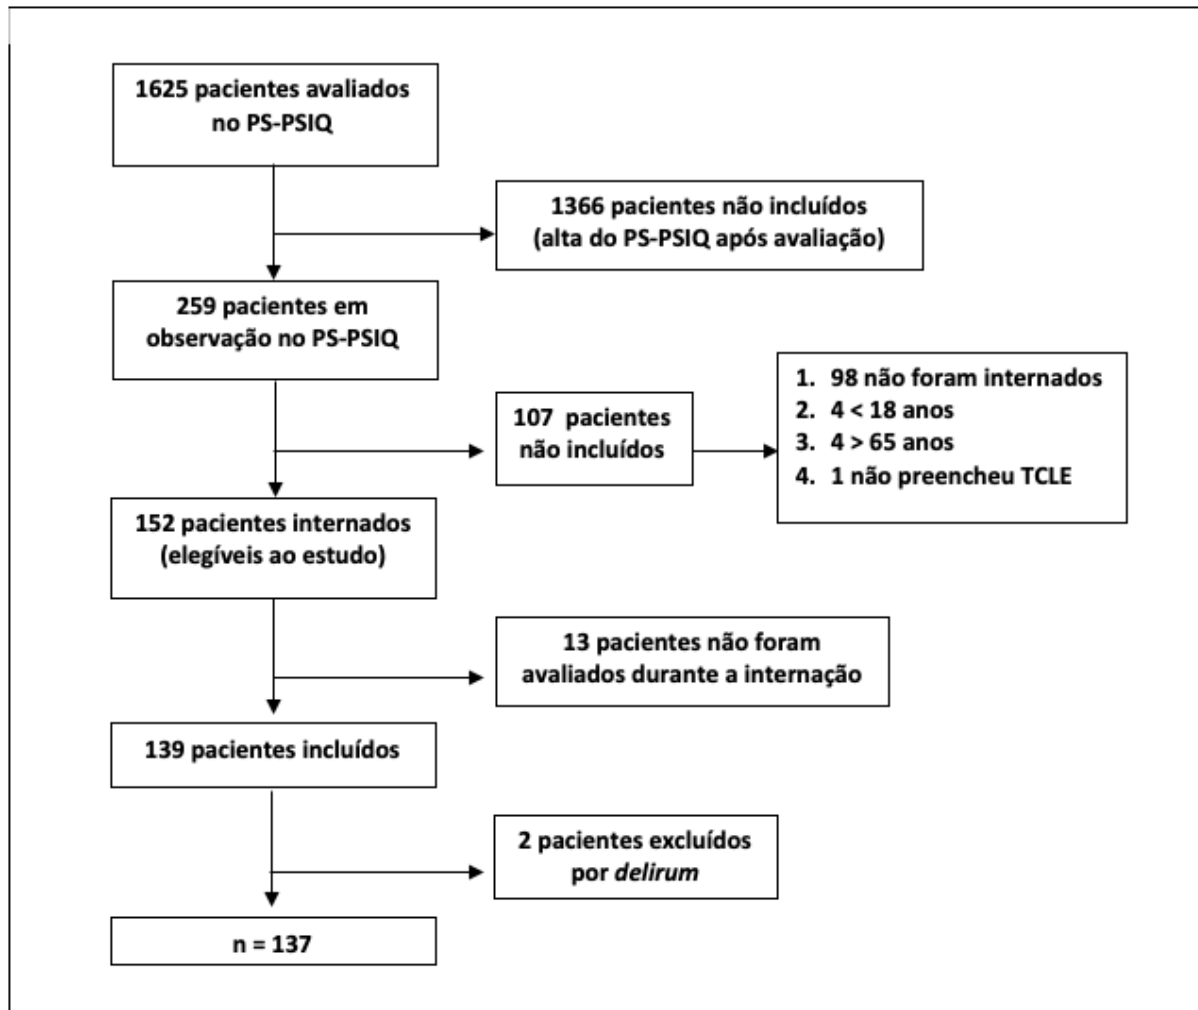 1625 pacientes avaliados
no PS-PSIQ
1366 pacientes não incluídos
(alta do PS-PSIQ após avaliação)
259 pacientes em
observação no PS-PSIQ
107 pacientes
não incluídos
1. 98 não foram internados
2. 4 < 18 anos
3. 4 > 65 anos
4. 1 não preencheu TCLE
152 pacientes internados
(elegíveis ao estudo)
13 pacientes não foram
avaliados durante a internação
139 pacientes incluídos
2 pacientes excluídos
por delirum
n = 137